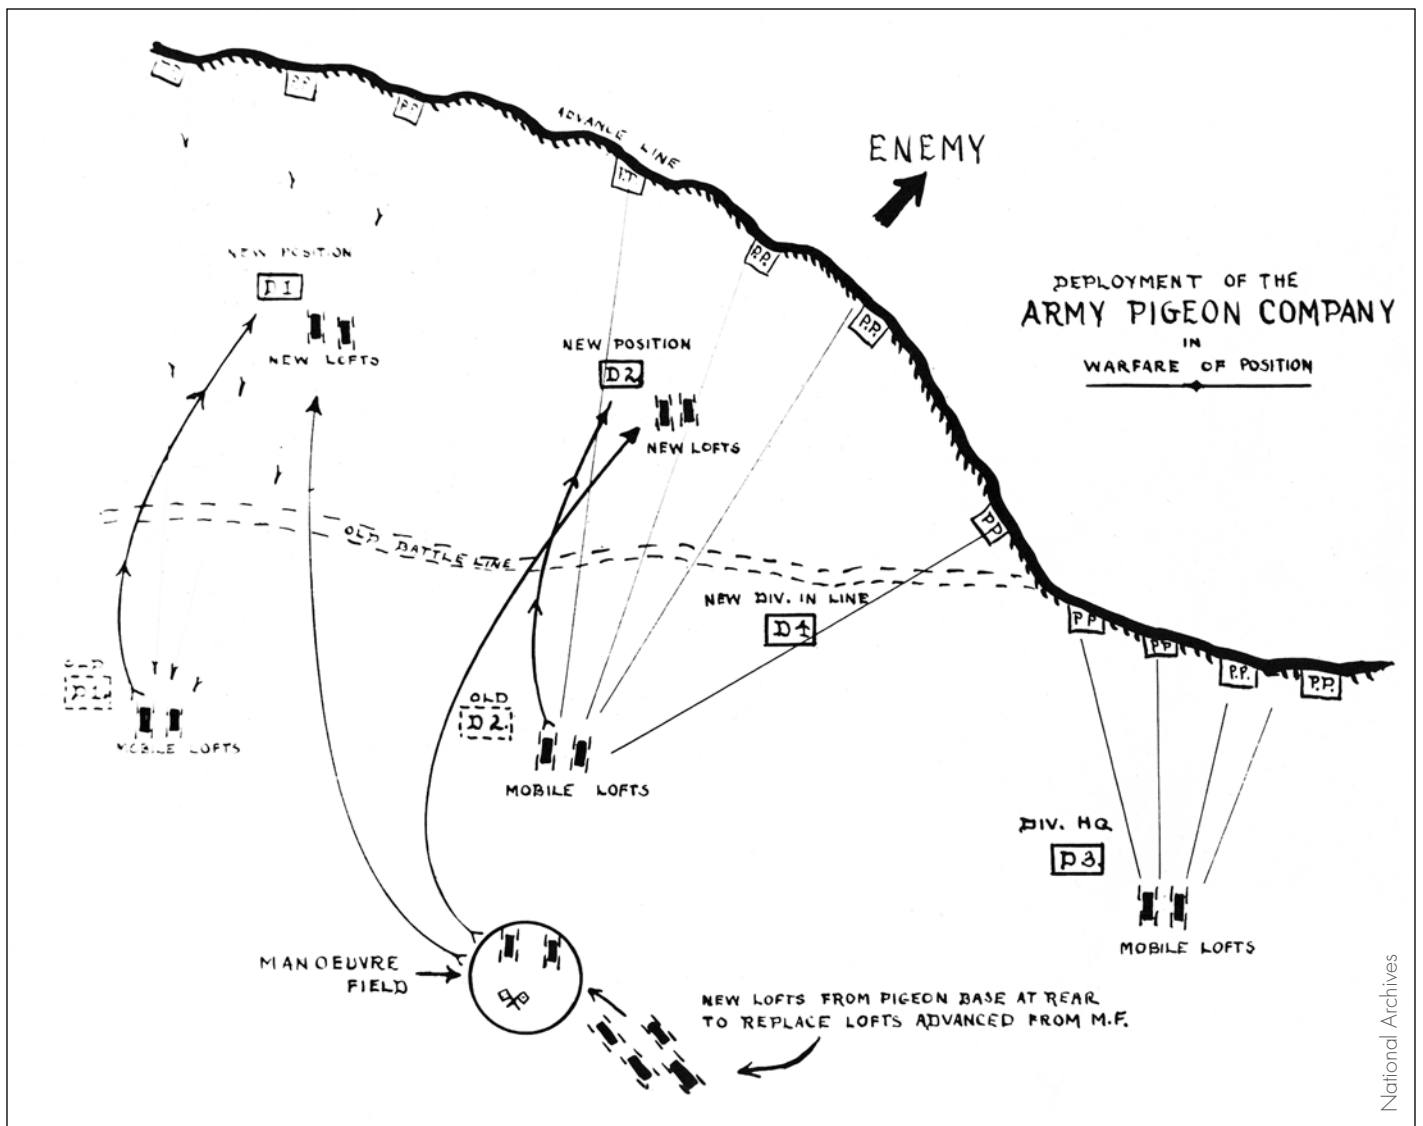 P.P.
P.P.
ADVANCE LINE
P.P.
P.P.
P.P.
P P
P P
P P
P.P.
P.P.
ENEMY
DEPLOYMENT OF THE
ARMY PIGEON COMPANY
IN
WARFARE OF POSITION
NEW POSITION
D1
NEW LOFTS
NEW POSITION
D2
NEW LOFTS
OLD BATTLE LINE
NEW DIV. IN LINE
D4
OLD
D1.
MOBILE LOFTS
OLD
D2.
MOBILE LOFTS
DIV. HQ
D3.
MOBILE LOFTS
MANOEUVRE
FIELD
NEW LOFTS FROM PIGEON BASE AT REAR
TO REPLACE LOFTS ADVANCED FROM M.F.
National Archives